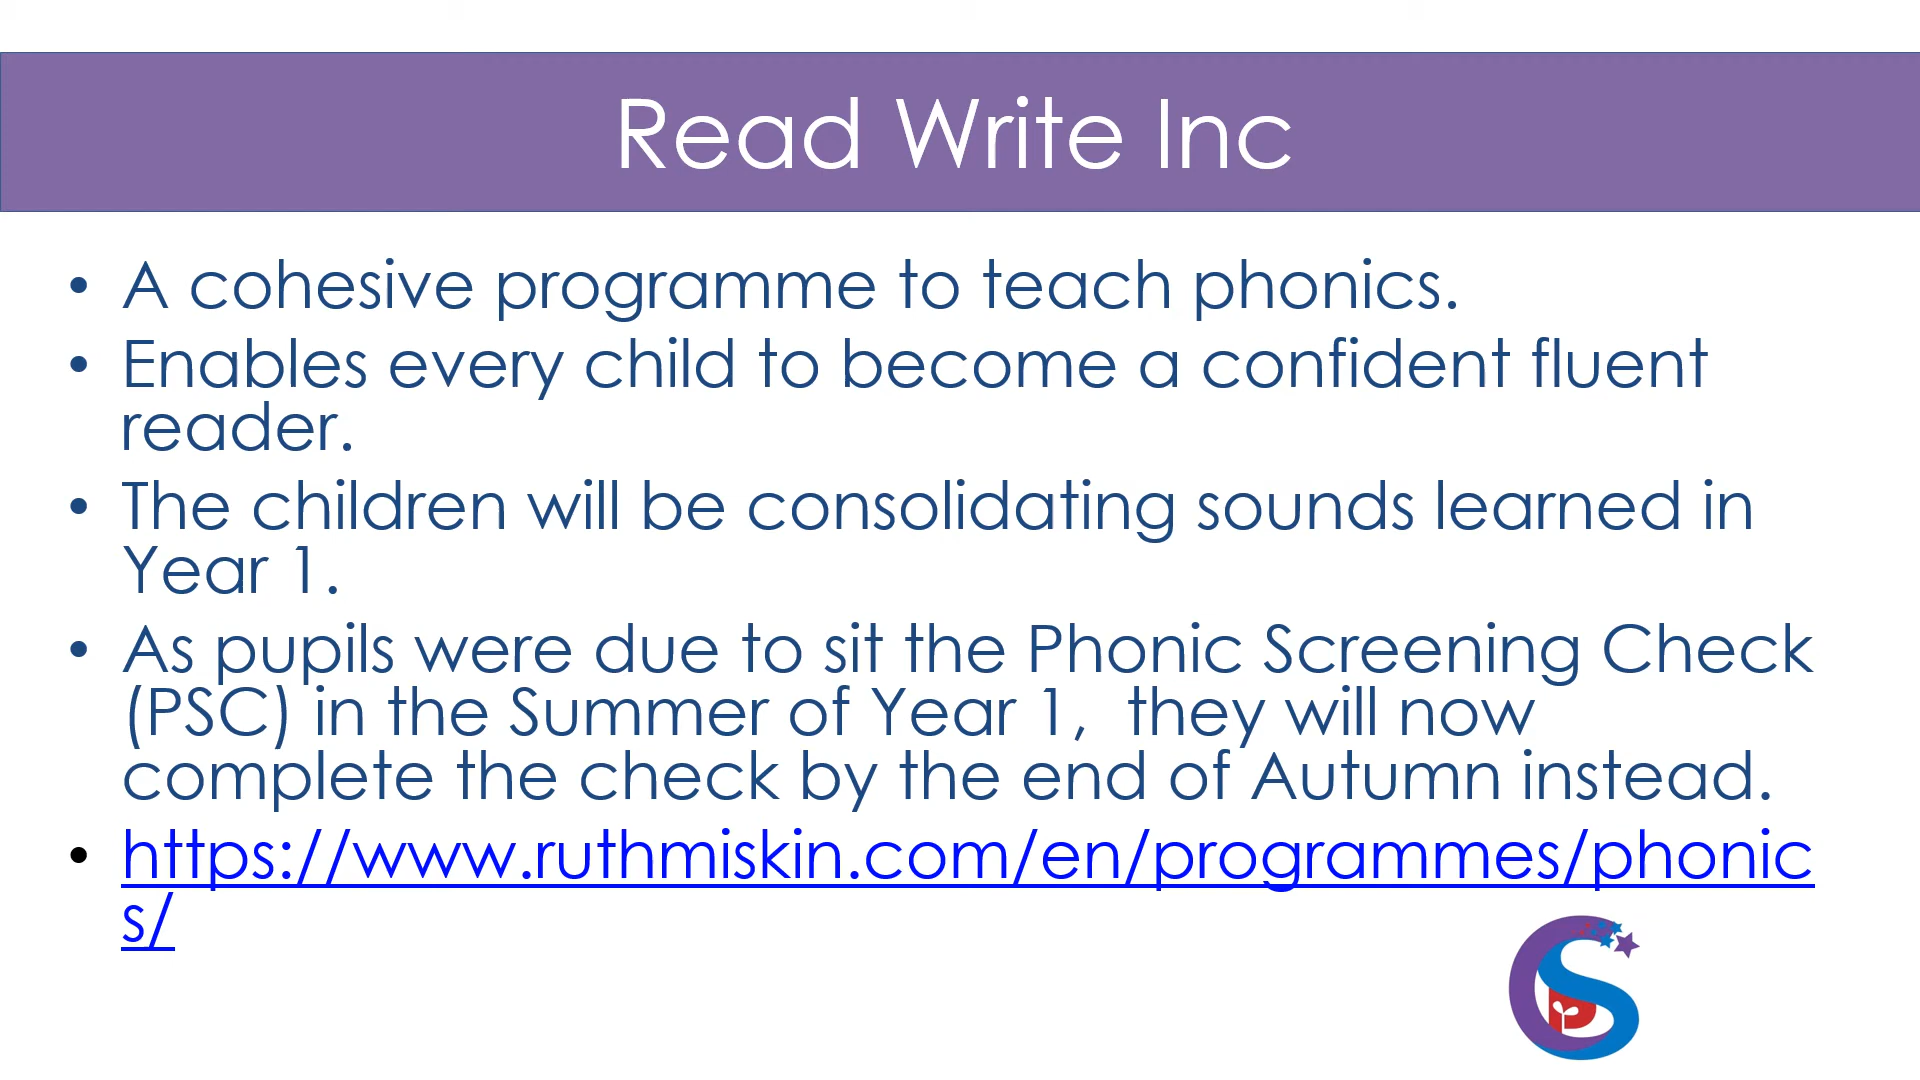 Read Write Inc
• A cohesive programme to teach phonics.
• Enables every child to become a confident fluent
reader.
• The children will be consolidating sounds learned in
Year 1.
• As pupils were due to sit the Phonic Screening Check
(PSC) in the Summer of Year 1,  they will now
complete the check by the end of Autumn instead.
• https://www.ruthmiskin.com/en/programmes/phonic
s/